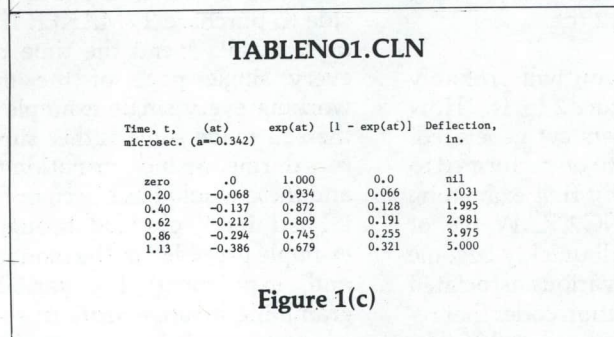 TABLENO1.CLN
Time, t, (at) exp(at) [1 - exp(at)] Deflection,
microsec. (a=-0.342) in.
zero .0 1.000 0.0 nil
0.20 -0.068 0.934 0.066 1.031
0.40 -0.137 0.872 0.128 1.995
0.62 -0.212 0.809 0.191 2.981
0.86 -0.294 0.745 0.255 3.975
1.13 -0.386 0.679 0.321 5.000
Figure 1(c)